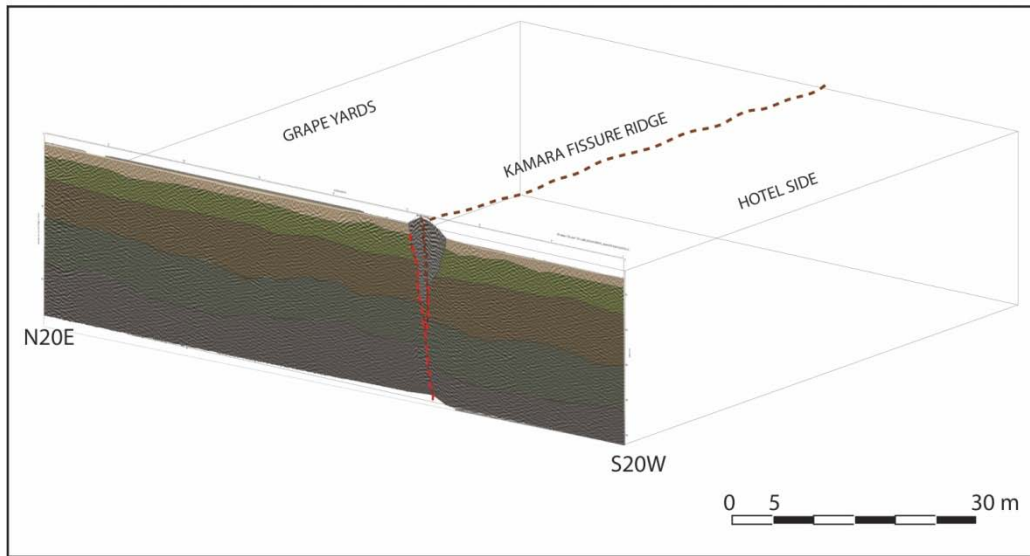 GRAPE YARDS
KAMARA FISSURE RIDGE
HOTEL SIDE
N20E
S20W
0 5 30 m